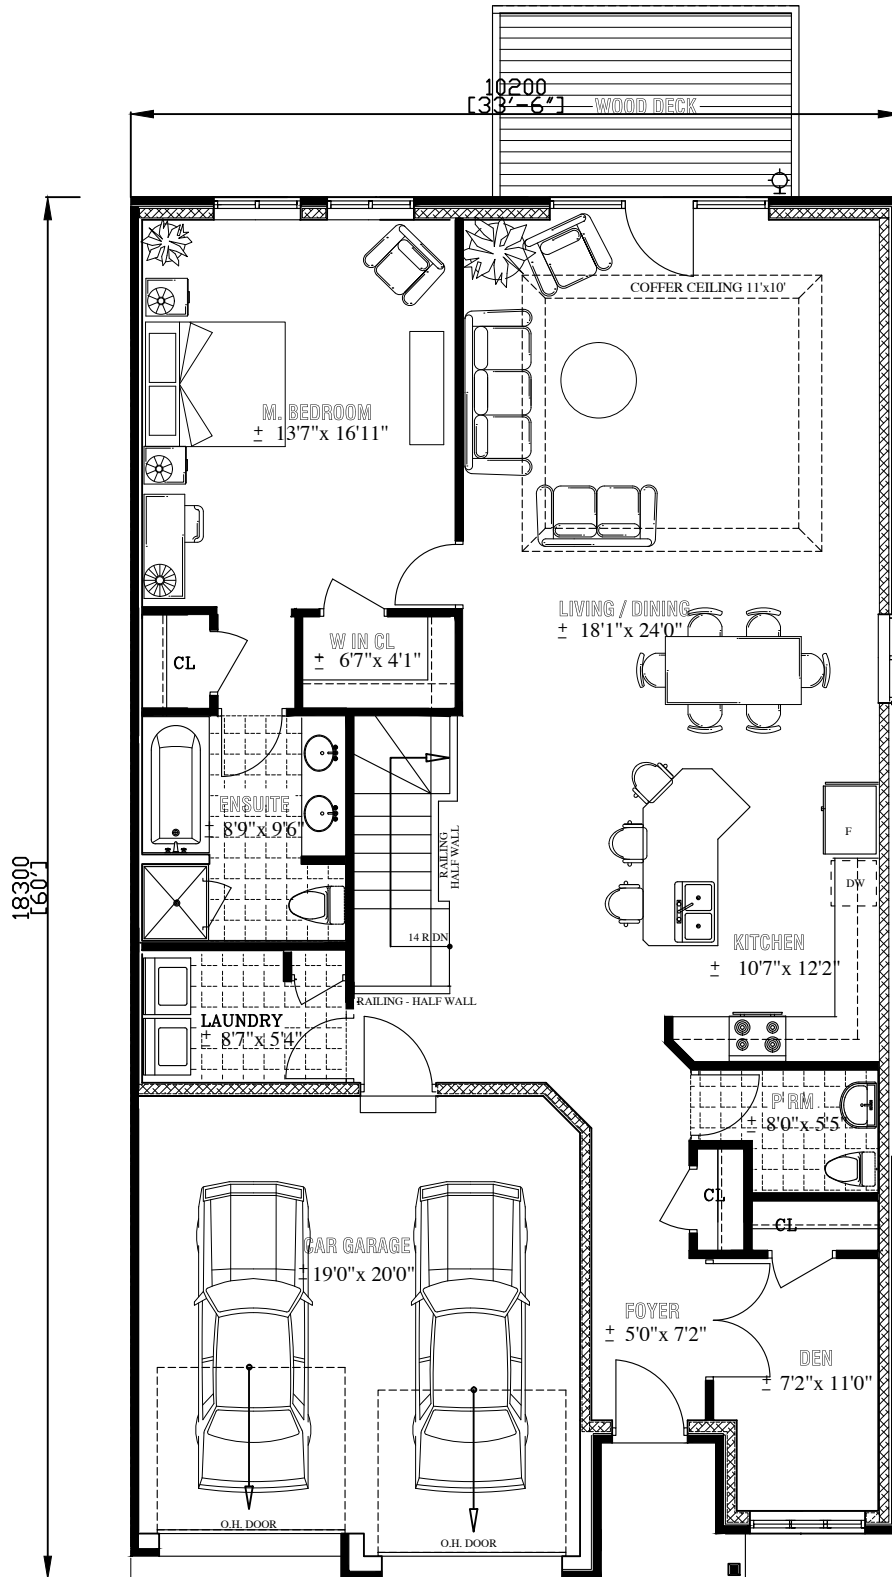 10200
[33'-6"]
WOOD DECK
COFFER CEILING 11'x10'
M. BEDROOM
± 13'7"x 16'11"
LIVING / DINING
± 18'1"x 24'0"
W IN CL
± 6'7"x 4'1"
CL
ENSUITE
± 8'9"x 9'6"
RAILING
HALF WALL
F
DW
18300
[60']
14 R DN
KITCHEN
± 10'7"x 12'2"
RAILING - HALF WALL
LAUNDRY
± 8'7"x 5'4"
P'RM
± 8'0"x 5'5"
CL
CL
CAR GARAGE
± 19'0"x 20'0"
FOYER
± 5'0"x 7'2"
DEN
± 7'2"x 11'0"
O.H. DOOR
O.H. DOOR